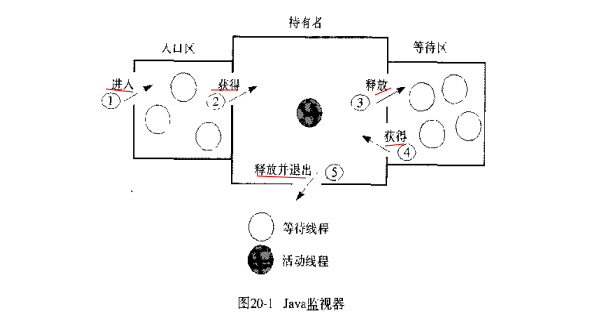 持有者
入口区
等待区
进入
获得
释放
①
②
③
获得
④
释放并退出
⑤
等待线程
活动线程
图20-1 Java监视器